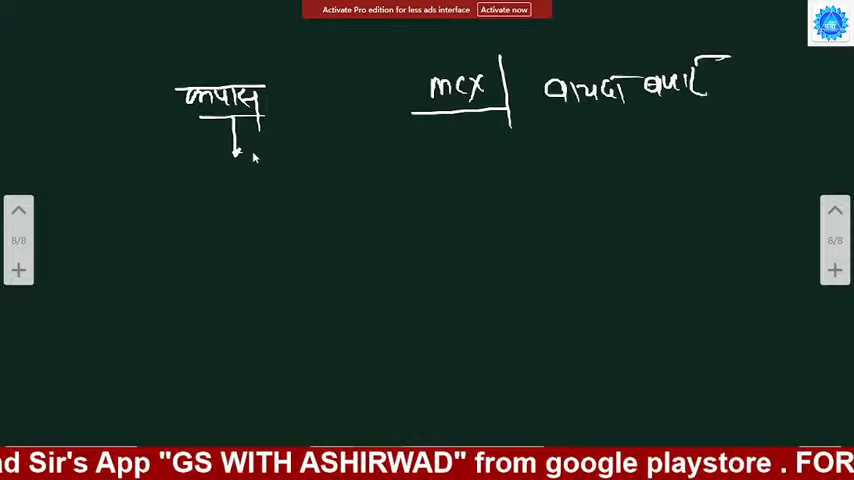 Activate Pro edition for less ads interface Activate now
कपास
mcx
वायदा
8/8
8/8
ad Sir's App "GS WITH ASHIRWAD" from google playstore . FOR